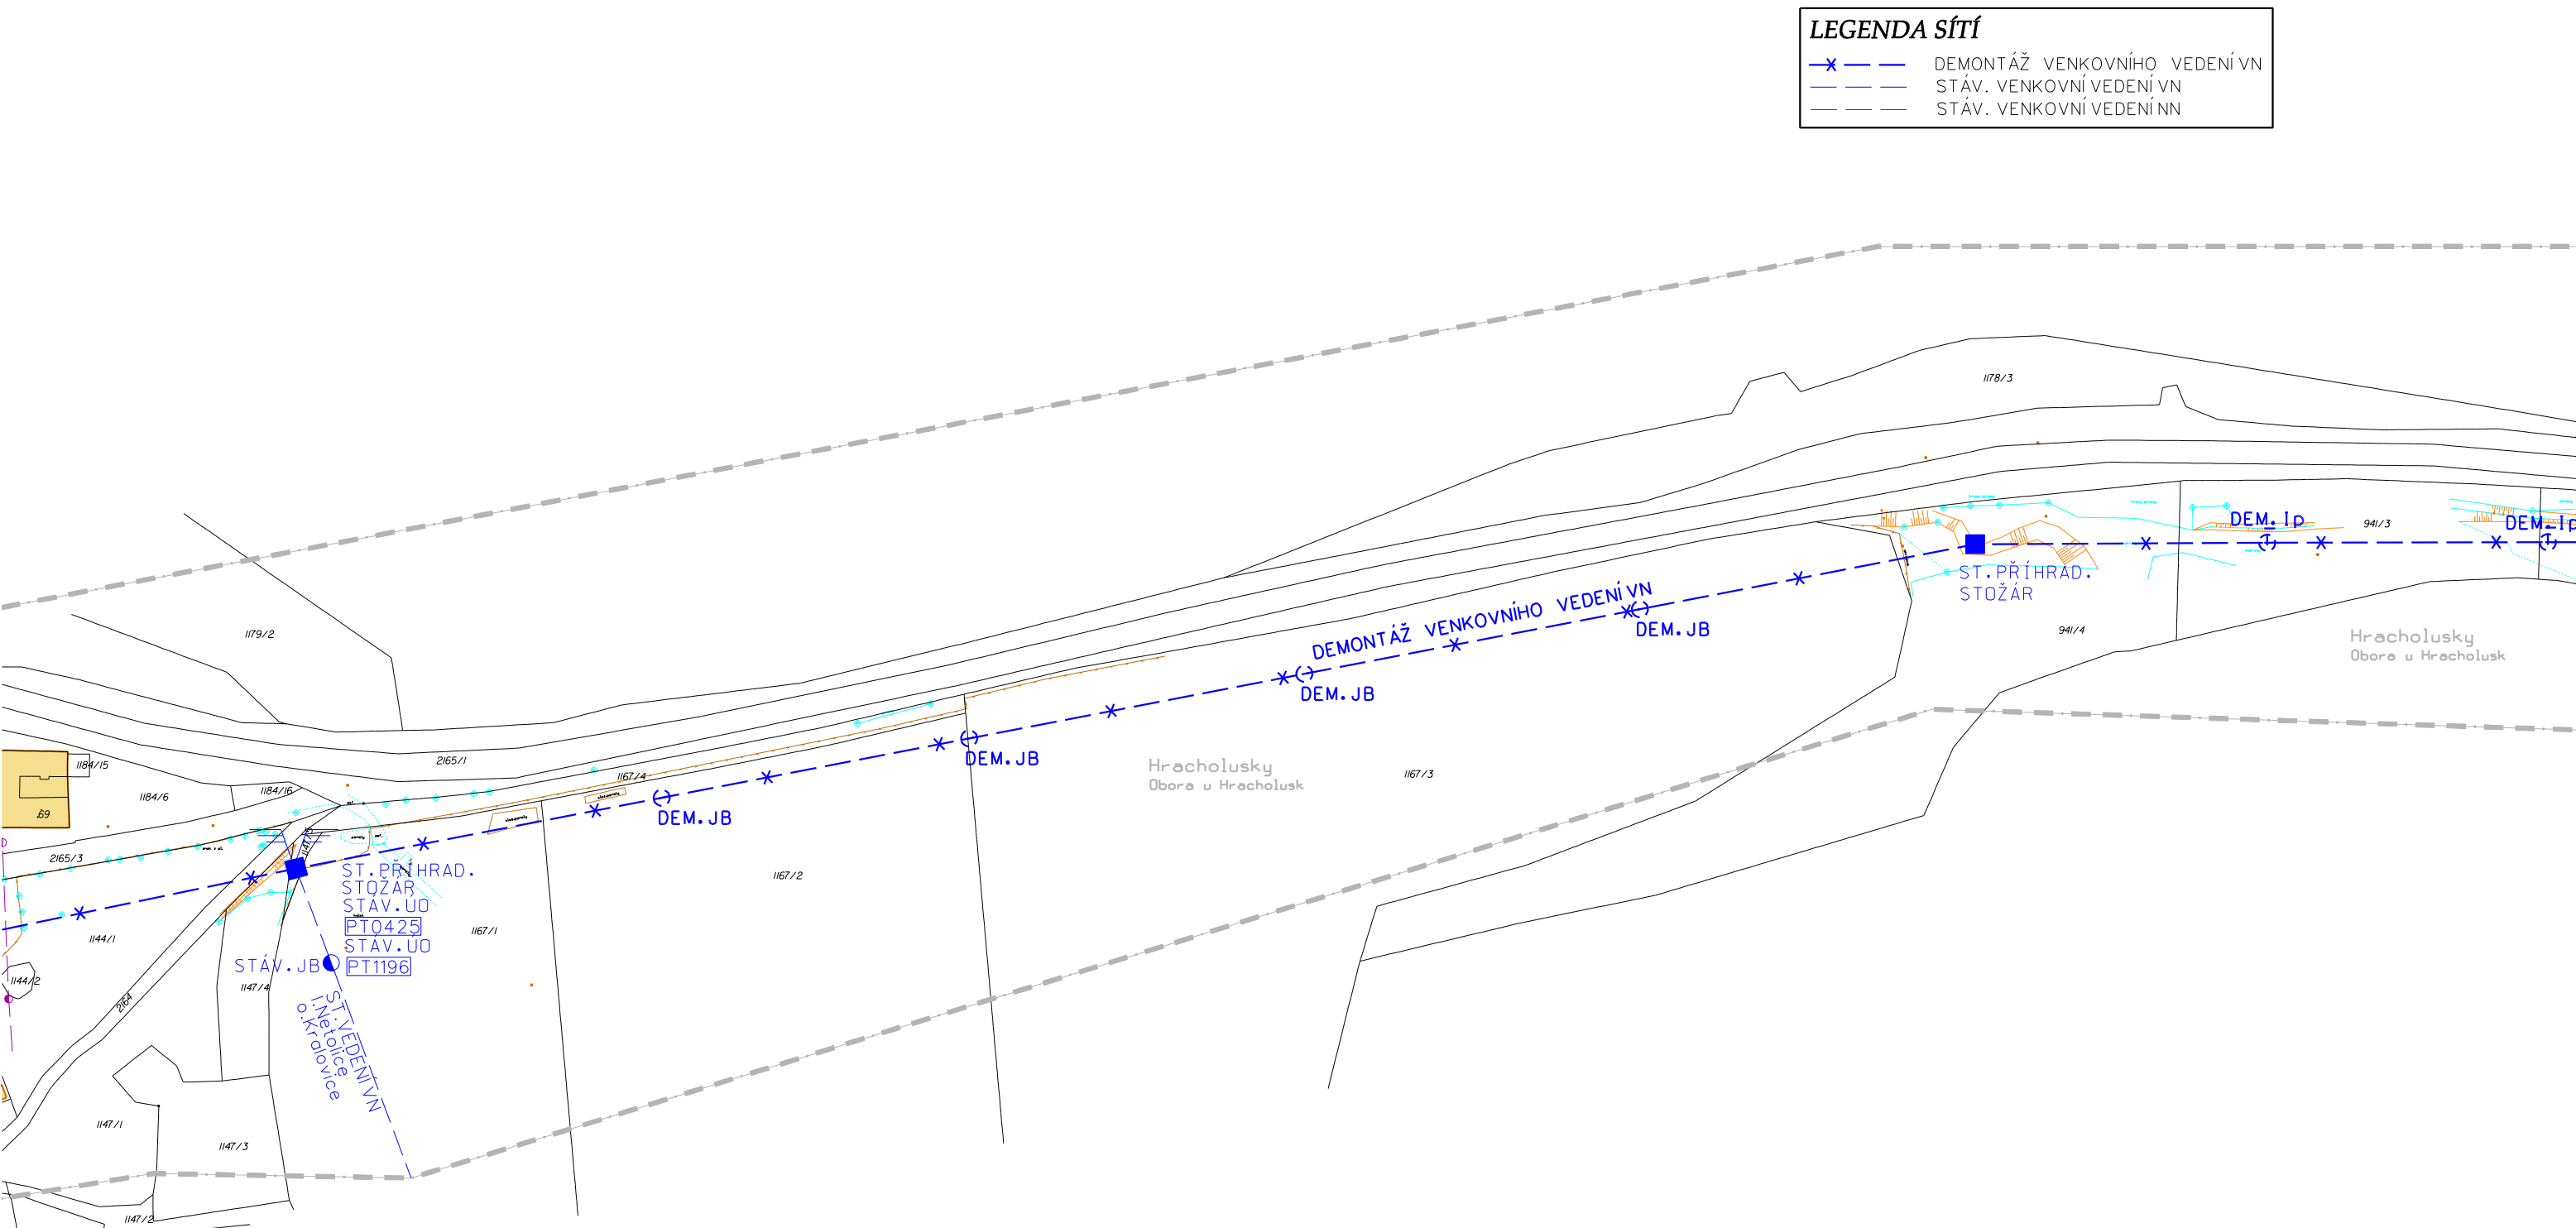 LEGENDA SÍTÍ
DEMONTÁŽ VENKOVNÍHO VEDENÍ VN
STÁV. VENKOVNÍ VEDENÍ VN
STÁV. VENKOVNÍ VEDENÍ NN
1178/3
DEM. Ip
941/3
DEM. Ip
ST.PŘÍHRAD.
STOŽÁR
DEMONTÁŽ VENKOVNÍHO VEDENÍ VN
DEM.JB
941/4
Hracholusky
Obora u Hracholusk
1179/2
DEM.JB
DEM.JB
2165/1
1184/15
1184/6
1184/16
1167/4
Hracholusky
Obora u Hracholusk
1167/3
DEM.JB
69
2165/3
ST.PŘÍHRAD.
STOŽÁR
STÁV.ÚO
PT0425
STÁV.ÚO
PT1196
STÁV.JB
1167/2
1167/1
1144/1
1144/2
1147/4
2164
ST.VEDENÍ VN
l.Netolice
o.Kralovice
1147/1
1147/3
1147/2